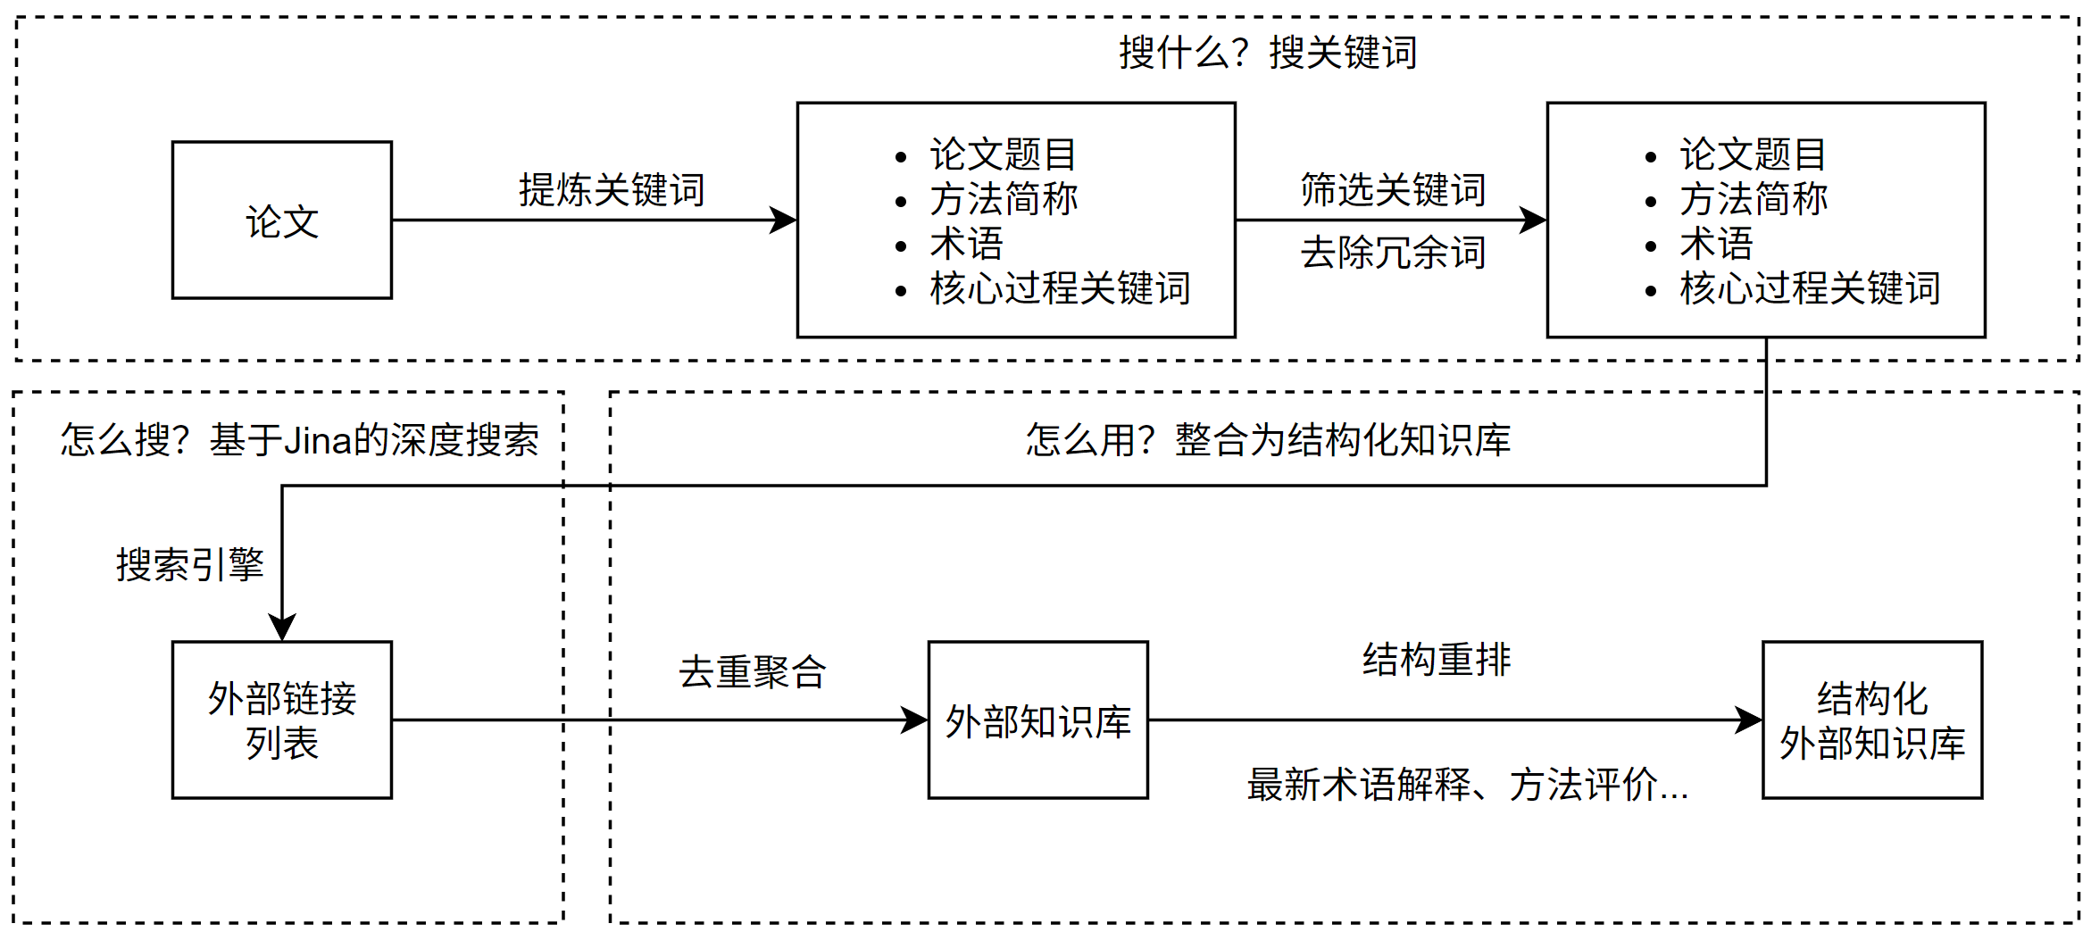 搜什么？搜关键词
论文
提炼关键词
• 论文题目
• 方法简称
• 术语
• 核心过程关键词
筛选关键词
去除冗余词
• 论文题目
• 方法简称
• 术语
• 核心过程关键词
怎么搜？基于Jina的深度搜索
搜索引擎
外部链接
列表
怎么用？整合为结构化知识库
去重聚合
外部知识库
结构重排
最新术语解释、方法评价...
结构化
外部知识库